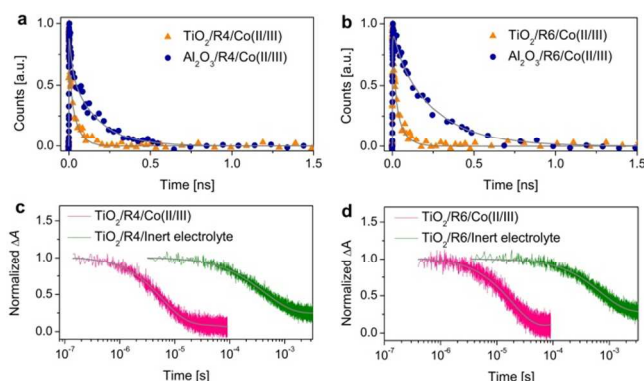 a
TiO2/R4/Co(II/III)
Al2O3/R4/Co(II/III)
Counts [a.u.]
1.0
0.5
0.0
0.0 0.5 1.0 1.5
Time [ns]
b
TiO2/R6/Co(II/III)
Al2O3/R6/Co(II/III)
Counts [a.u.]
1.0
0.5
0.0
0.0 0.5 1.0 1.5
Time [ns]
c
TiO2/R4/Co(II/III)
TiO2/R4/Inert electrolyte
Normalized ΔA
1.5
1.0
0.5
0.0
10-7 10-6 10-5 10-4 10-3
Time [s]
d
TiO2/R6/Co(II/III)
TiO2/R6/Inert electrolyte
Normalized ΔA
1.5
1.0
0.5
0.0
10-7 10-6 10-5 10-4 10-3
Time [s]